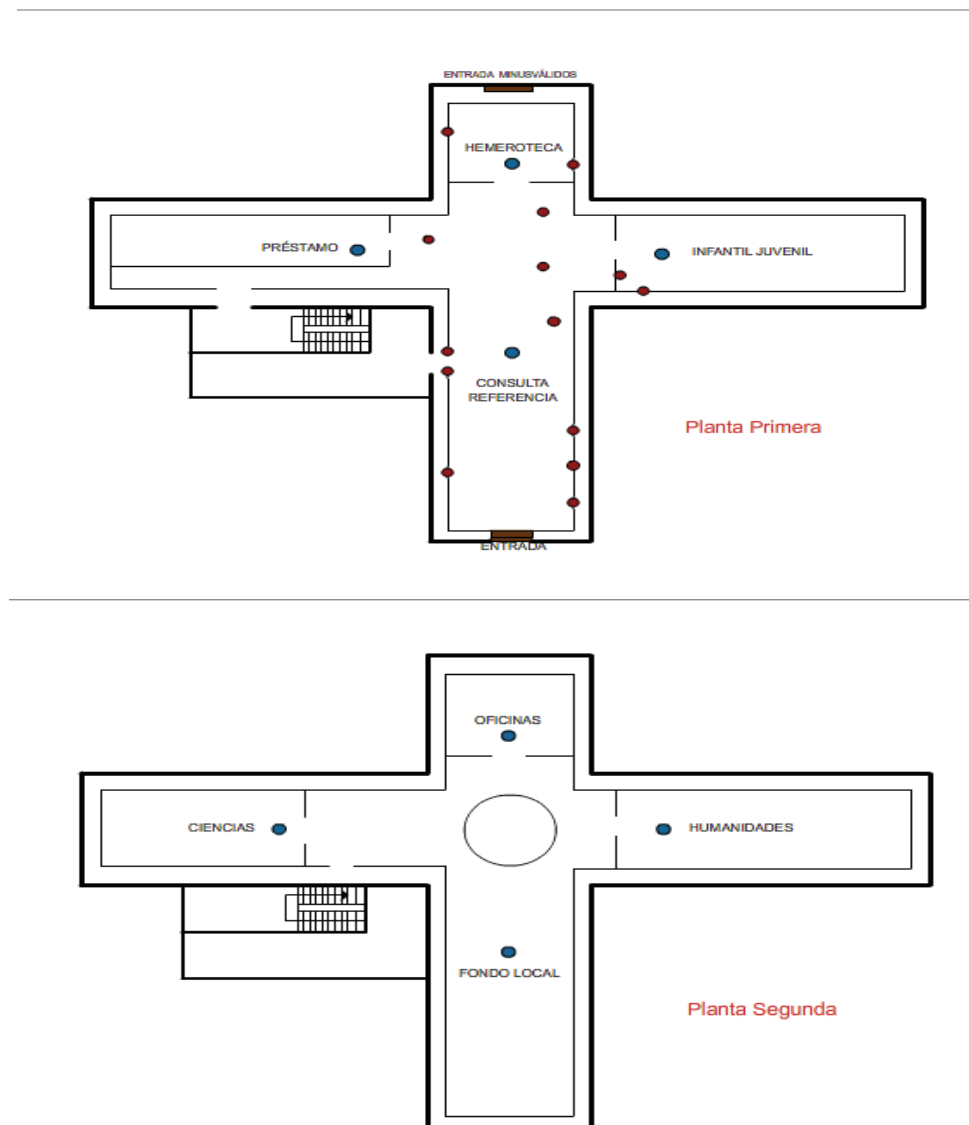 ENTRADA MINUSVÁLIDOS
HEMEROTECA
PRÉSTAMO
INFANTIL JUVENIL
CONSULTA
REFERENCIA
Planta Primera
ENTRADA
OFICINAS
CIENCIAS
HUMANIDADES
FONDO LOCAL
Planta Segunda